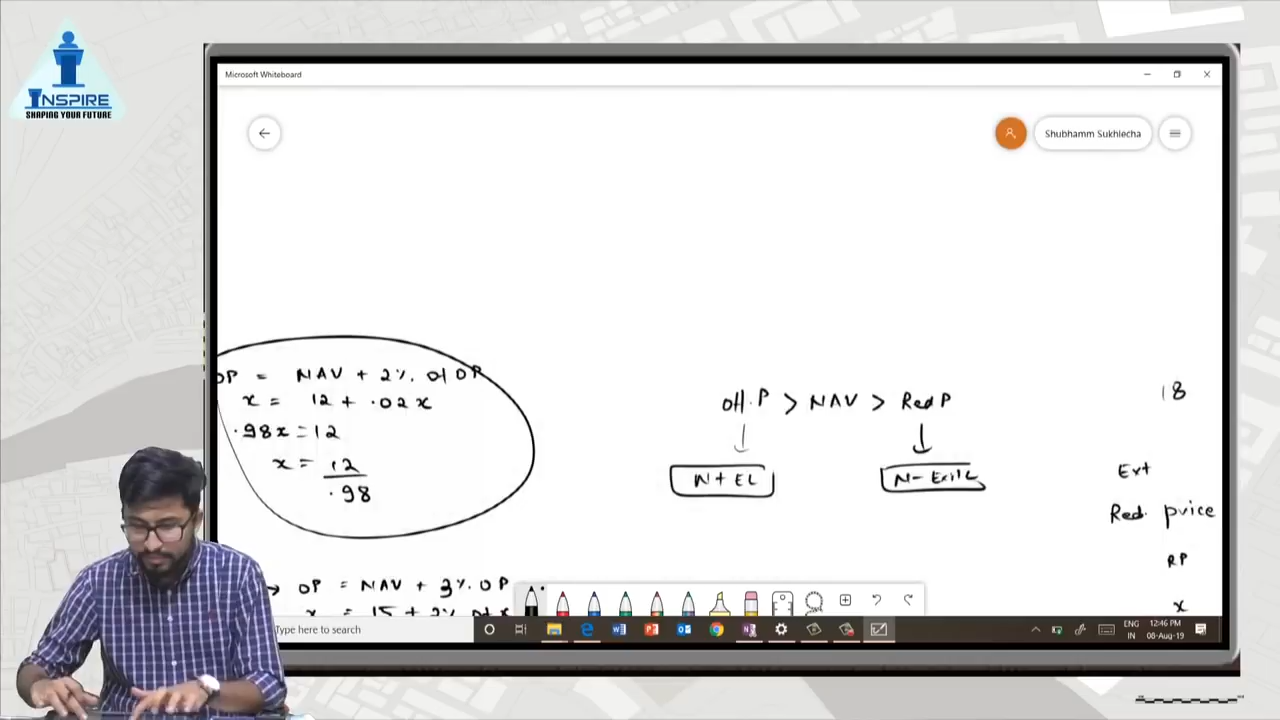 INSPIRE
SHAPING YOUR FUTURE
Microsoft Whiteboard
Shubhamm Sukhlecha
OP = NAV + 2%. of OP
x = 12 + .02x
.98x = 12
x = 12
.98
Off.P > NAV > Red P
N + EL
N - Exit L
18
Ext
Red. price
RP
x
→ OP = NAV + 3%. OP
Type here to search
ENG
IN
12:46 PM
08-Aug-19